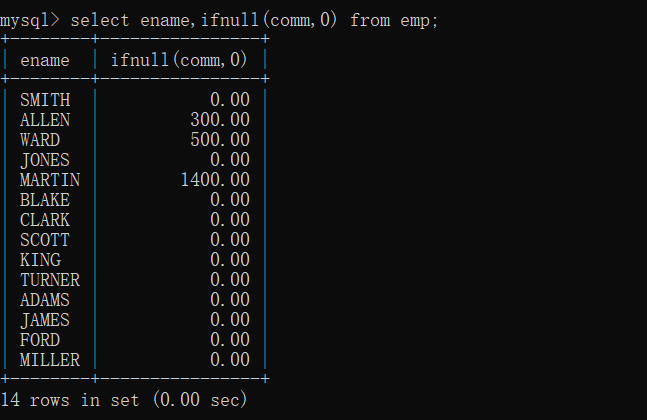 mysql> select ename,ifnull(comm,0) from emp;
+--------+----------------+
| ename  | ifnull(comm,0) |
+--------+----------------+
| SMITH  |           0.00 |
| ALLEN  |         300.00 |
| WARD   |         500.00 |
| JONES  |           0.00 |
| MARTIN |        1400.00 |
| BLAKE  |           0.00 |
| CLARK  |           0.00 |
| SCOTT  |           0.00 |
| KING   |           0.00 |
| TURNER |           0.00 |
| ADAMS  |           0.00 |
| JAMES  |           0.00 |
| FORD   |           0.00 |
| MILLER |           0.00 |
+--------+----------------+
14 rows in set (0.00 sec)